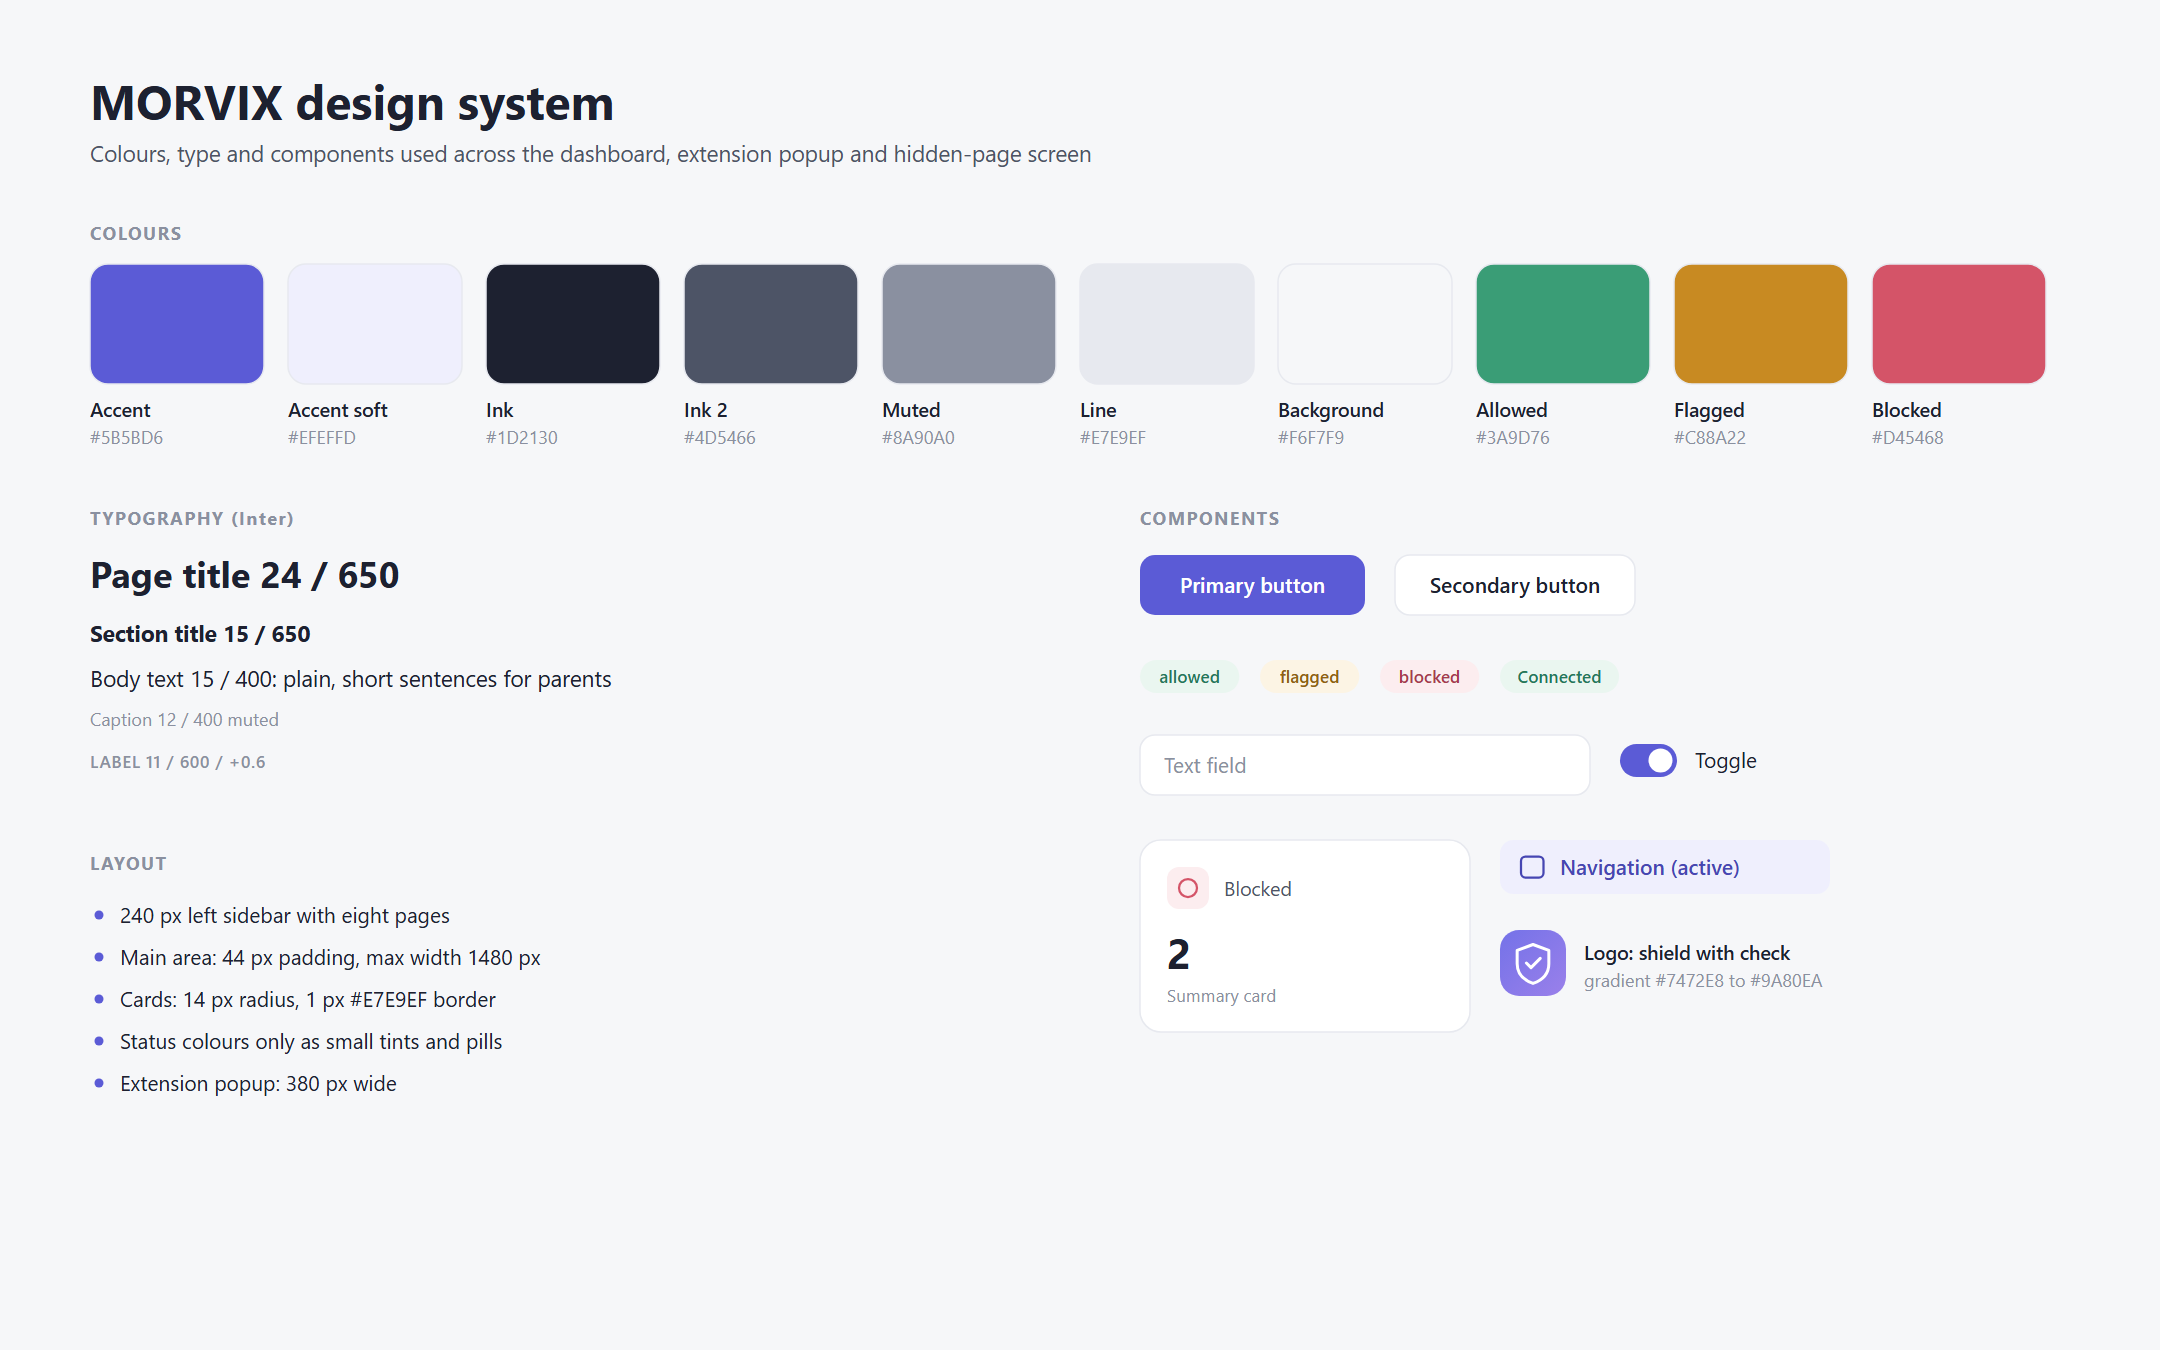 MORVIX design system
Colours, type and components used across the dashboard, extension popup and hidden-page screen
COLOURS
Accent
#5B5BD6
Accent soft
#EFEFFD
Ink
#1D2130
Ink 2
#4D5466
Muted
#8A90A0
Line
#E7E9EF
Background
#F6F7F9
Allowed
#3A9D76
Flagged
#C88A22
Blocked
#D45468
TYPOGRAPHY (Inter)
Page title 24 / 650
Section title 15 / 650
Body text 15 / 400: plain, short sentences for parents
Caption 12 / 400 muted
LABEL 11 / 600 / +0.6
LAYOUT
240 px left sidebar with eight pages
Main area: 44 px padding, max width 1480 px
Cards: 14 px radius, 1 px #E7E9EF border
Status colours only as small tints and pills
Extension popup: 380 px wide
COMPONENTS
Primary button
Secondary button
allowed
flagged
blocked
Connected
Text field
Toggle
Blocked
2
Summary card
Navigation (active)
Logo: shield with check
gradient #7472E8 to #9A80EA